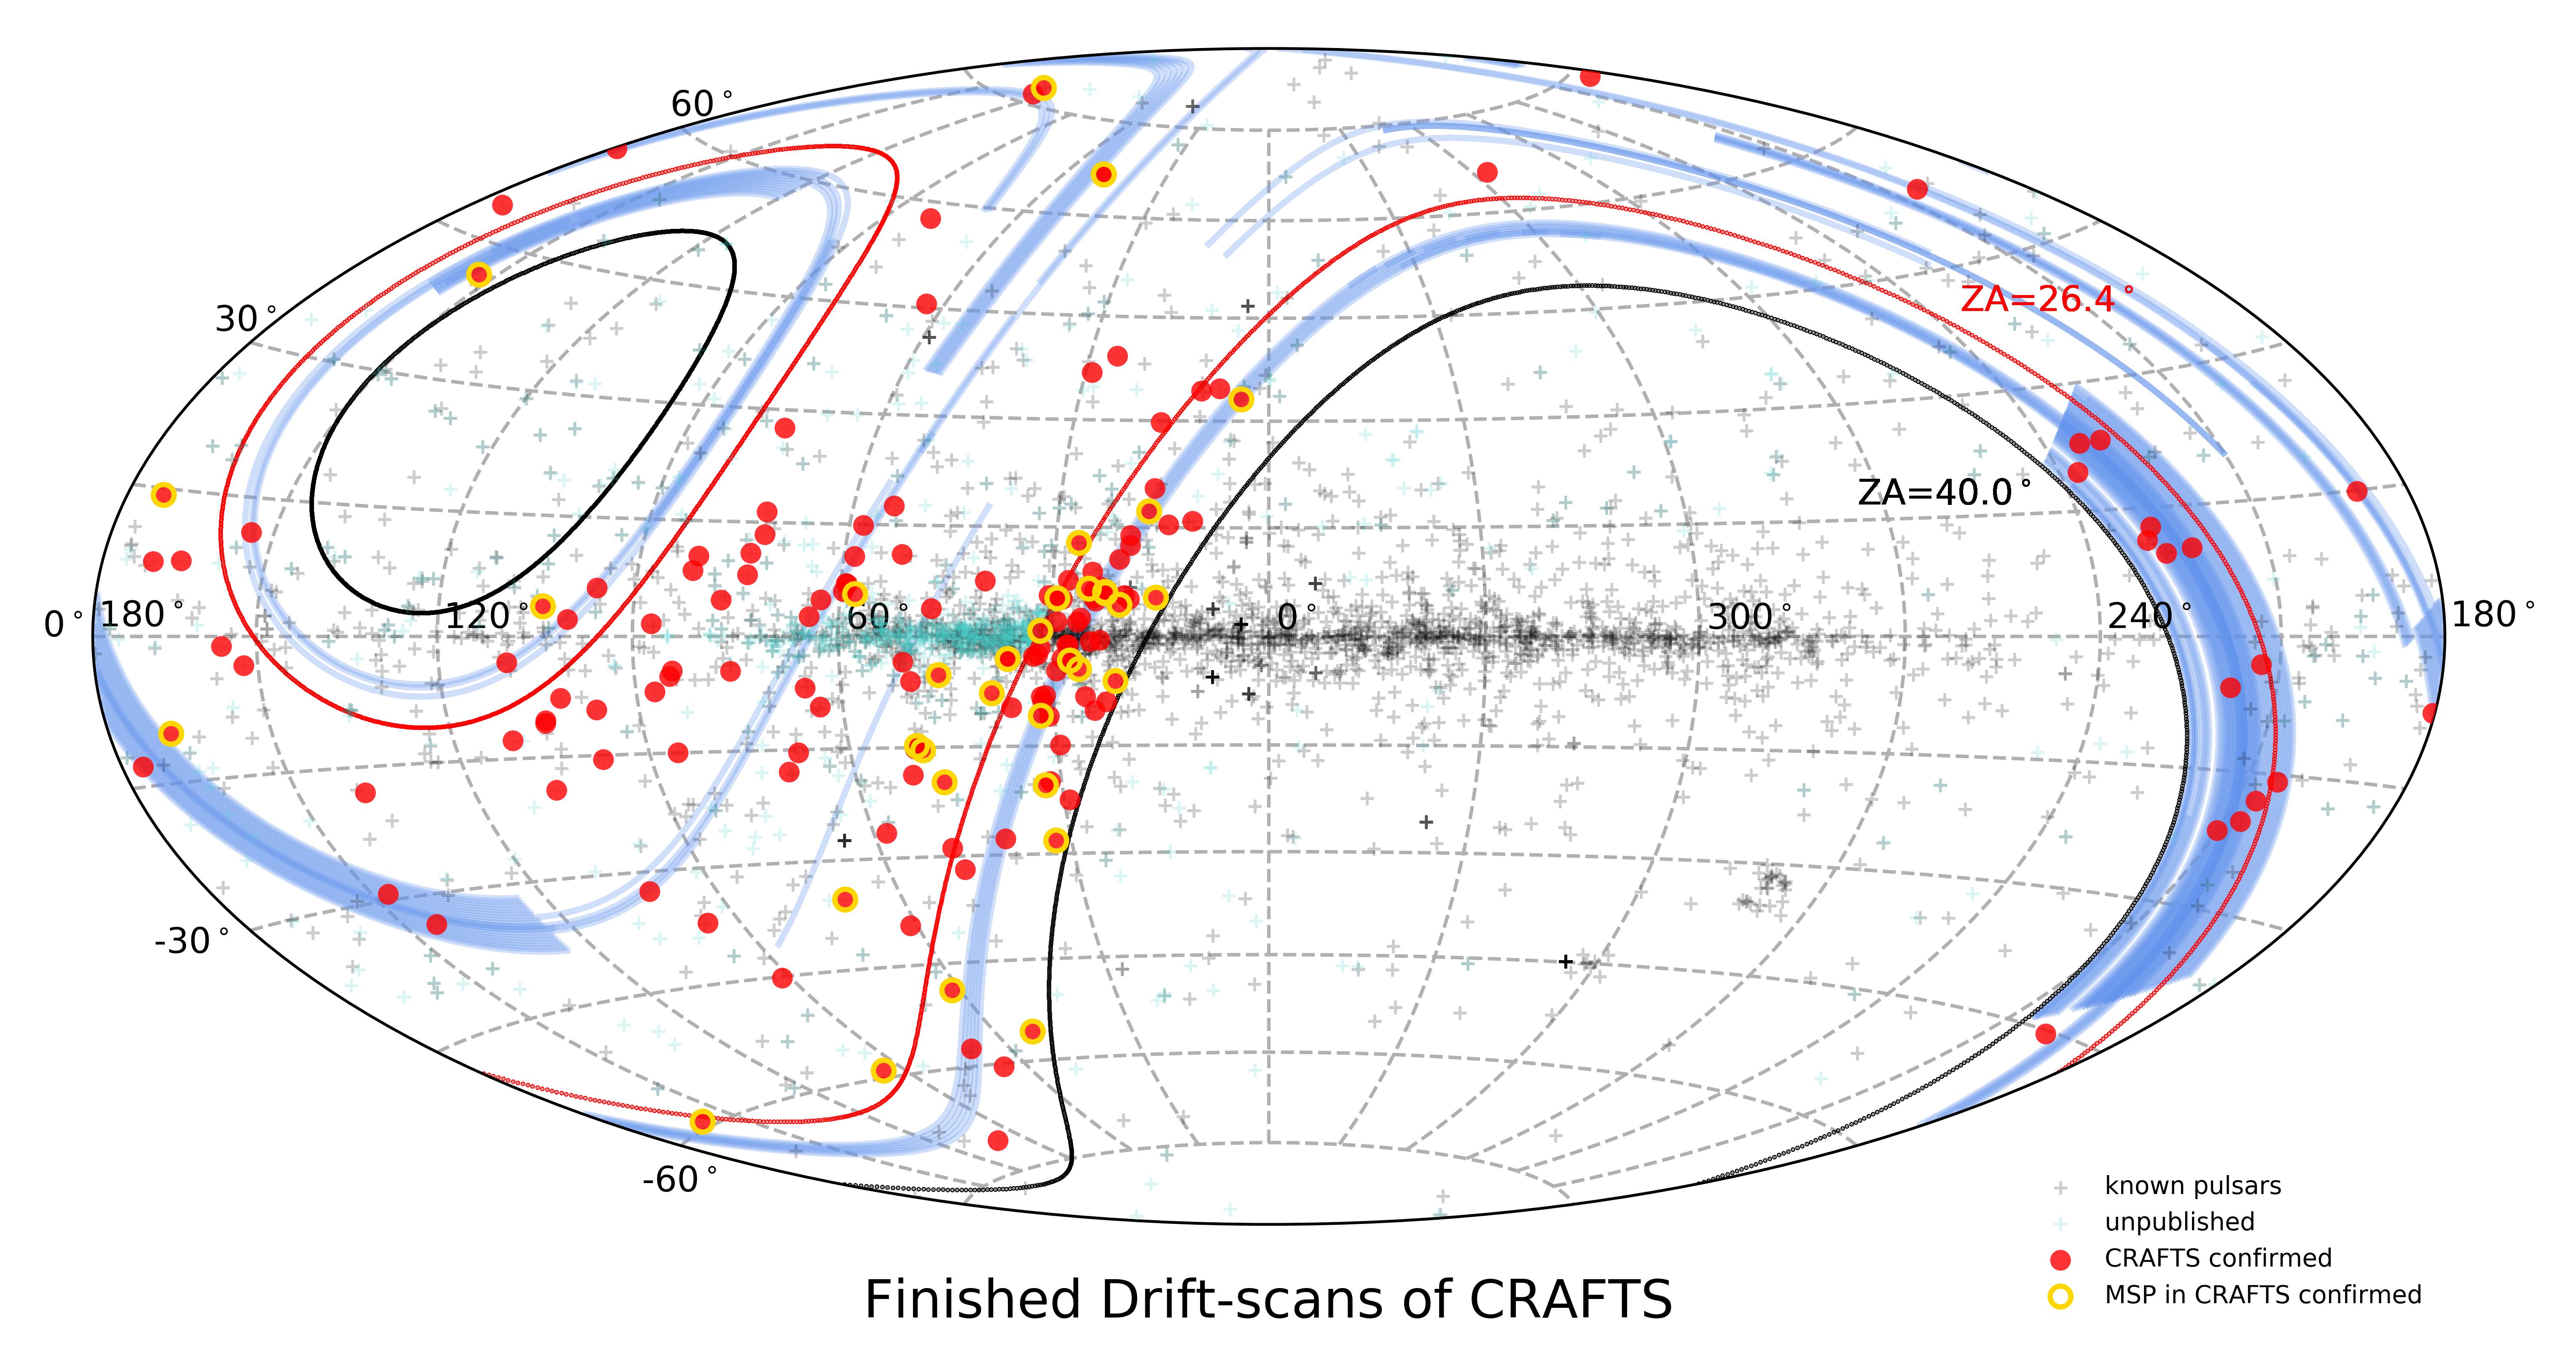 60°
30°
ZA=26.4°
ZA=40.0°
0°
180°
120°
60°
0°
300°
240°
180°
-30°
-60°
known pulsars
unpublished
CRAFTS confirmed
MSP in CRAFTS confirmed
Finished Drift-scans of CRAFTS